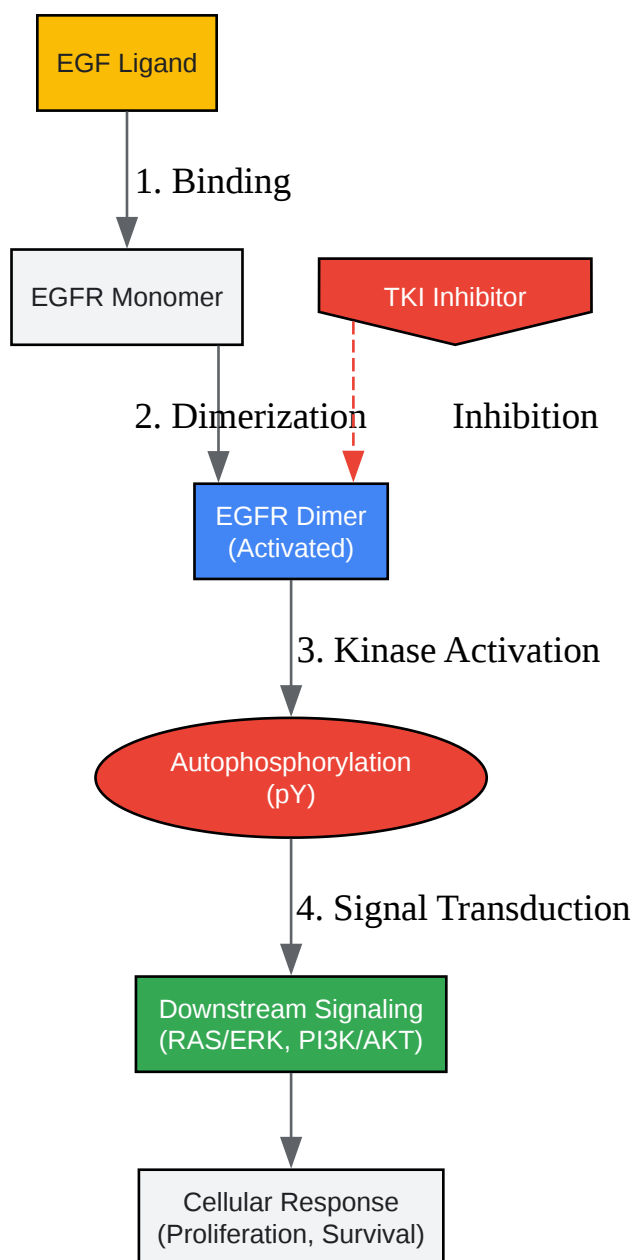 EGF Ligand
1. Binding
EGFR Monomer
TKI Inhibitor
2. Dimerization
Inhibition
EGFR Dimer
(Activated)
3. Kinase Activation
Autophosphorylation
(pY)
4. Signal Transduction
Downstream Signaling
(RAS/ERK, PI3K/AKT)
Cellular Response
(Proliferation, Survival)